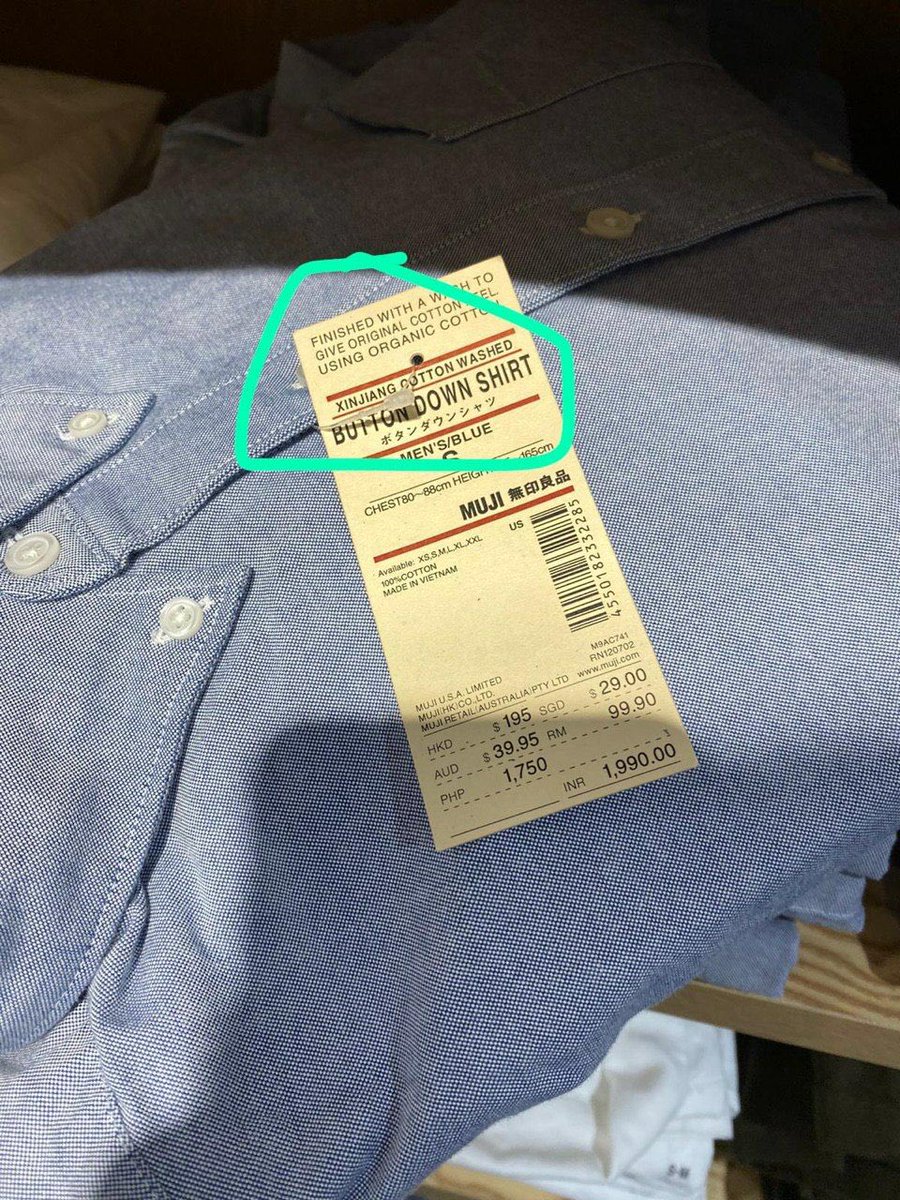 FINISHED WITH A WASH TO
GIVE ORIGINAL COTTON FEEL
USING ORGANIC COTTON
XINJIANG COTTON WASHED
BUTTON DOWN SHIRT
ボタンダウンシャツ
MEN'S/BLUE
S
CHEST80~88cm HEIGHT 165cm
MUJI 無印良品
US
Available: XS,S,M,L,XL,XXL
100%COTTON
MADE IN VIETNAM
4550182332285
M9AC741
RN120702
www.muji.com
MUJI U.S.A. LIMITED
MUJI(HK)CO.,LTD.
MUJI RETAIL(AUSTRALIA)PTY LTD
HKD $195 SGD $29.00
AUD $39.95 RM 99.90
PHP 1,750 INR 1,990.00
S-M